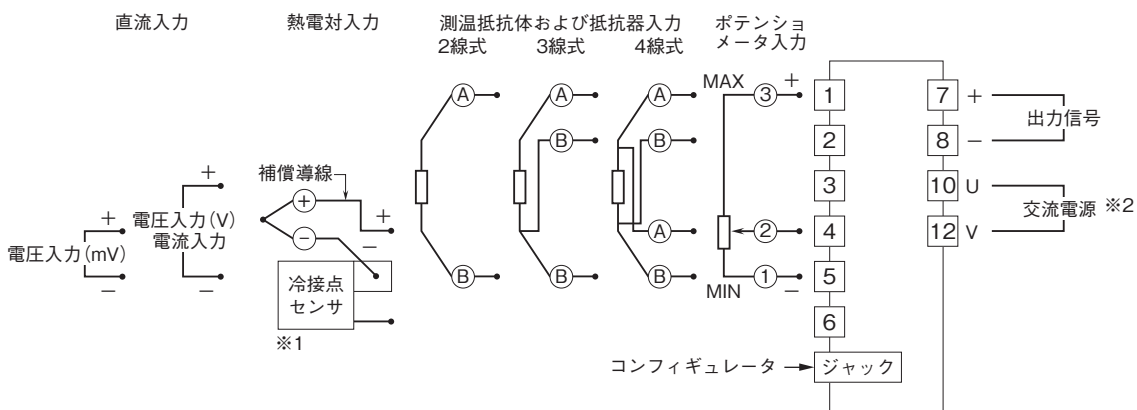 直流入力
熱電対入力
測温抵抗体および抵抗器入力
2線式
3線式
4線式
ポテンショ
メータ入力
電圧入力(mV)
+
−
電圧入力(V)
電流入力
+
−
補償導線
+
−
+
−
冷接点
センサ
※1
A
B
A
B
B
A
B
A
B
MAX
3
+
2
MIN
1
−
1
2
3
4
5
6
コンフィギュレータ
ジャック
7
+
8
−
出力信号
10
U
12
V
交流電源 ※2